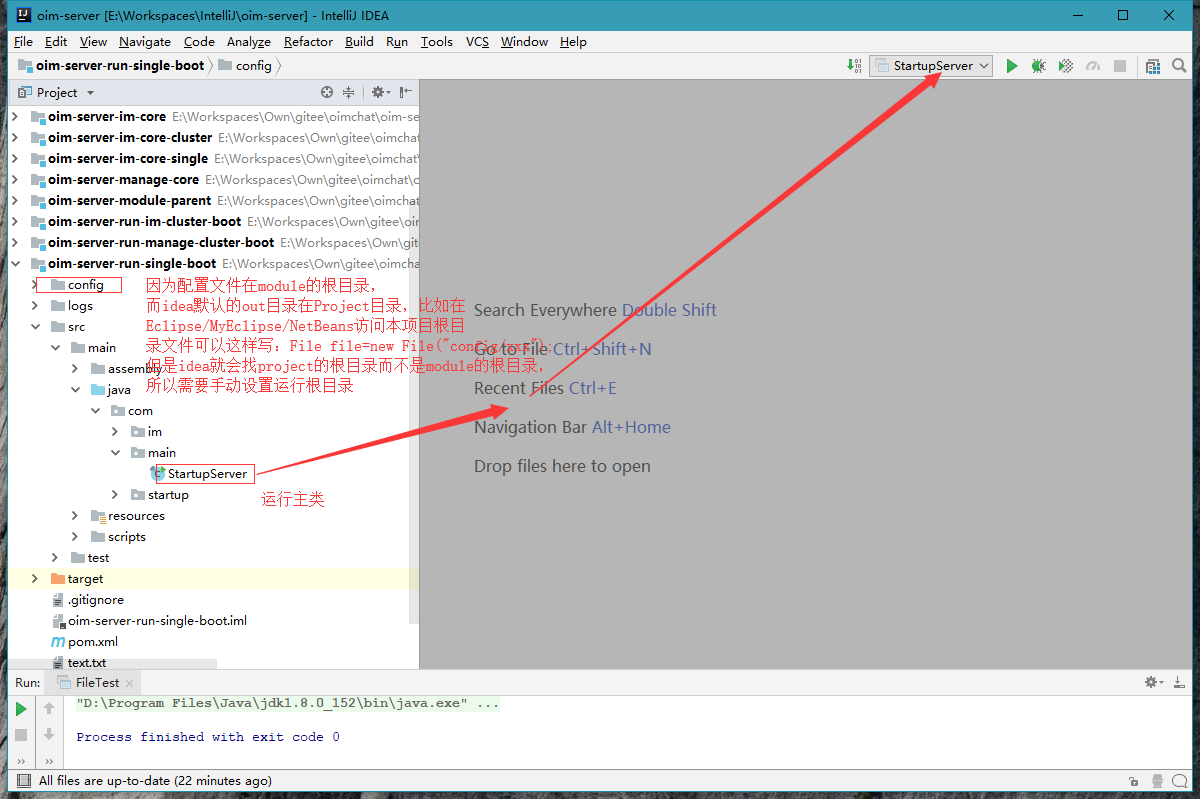 oim-server [E:\Workspaces\IntelliJ\oim-server] - IntelliJ IDEA
File Edit View Navigate Code Analyze Refactor Build Run Tools VCS Window Help
oim-server-run-single-boot config
StartupServer
Project
oim-server-im-core E:\Workspaces\Own\gitee\oimchat\oim-se
oim-server-im-core-cluster E:\Workspaces\Own\gitee\oimchat
oim-server-im-core-single E:\Workspaces\Own\gitee\oimchat\
oim-server-manage-core E:\Workspaces\Own\gitee\oimchat\o
oim-server-module-parent E:\Workspaces\Own\gitee\oimchat
oim-server-run-im-cluster-boot E:\Workspaces\Own\gitee\oir
oim-server-run-manage-cluster-boot E:\Workspaces\Own\git
oim-server-run-single-boot E:\Workspaces\Own\gitee\oimcha
config
logs
src
main
assembly
java
com
im
main
StartupServer
startup
resources
scripts
test
target
.gitignore
oim-server-run-single-boot.iml
pom.xml
text.txt
因为配置文件在module的根目录,
而idea默认的out目录在Project目录, 比如在
Eclipse/MyEclipse/NetBeans访问本项目根目
录文件可以这样写: File file=new File("config/xxx");
但是idea就会找project的根目录而不是module的根目录,
所以需要手动设置运行根目录
运行主类
Search Everywhere Double Shift
Go to File Ctrl+Shift+N
Recent Files Ctrl+E
Navigation Bar Alt+Home
Drop files here to open
Run: FileTest
"D:\Program Files\Java\jdk1.8.0_152\bin\java.exe" ...
Process finished with exit code 0
All files are up-to-date (22 minutes ago)